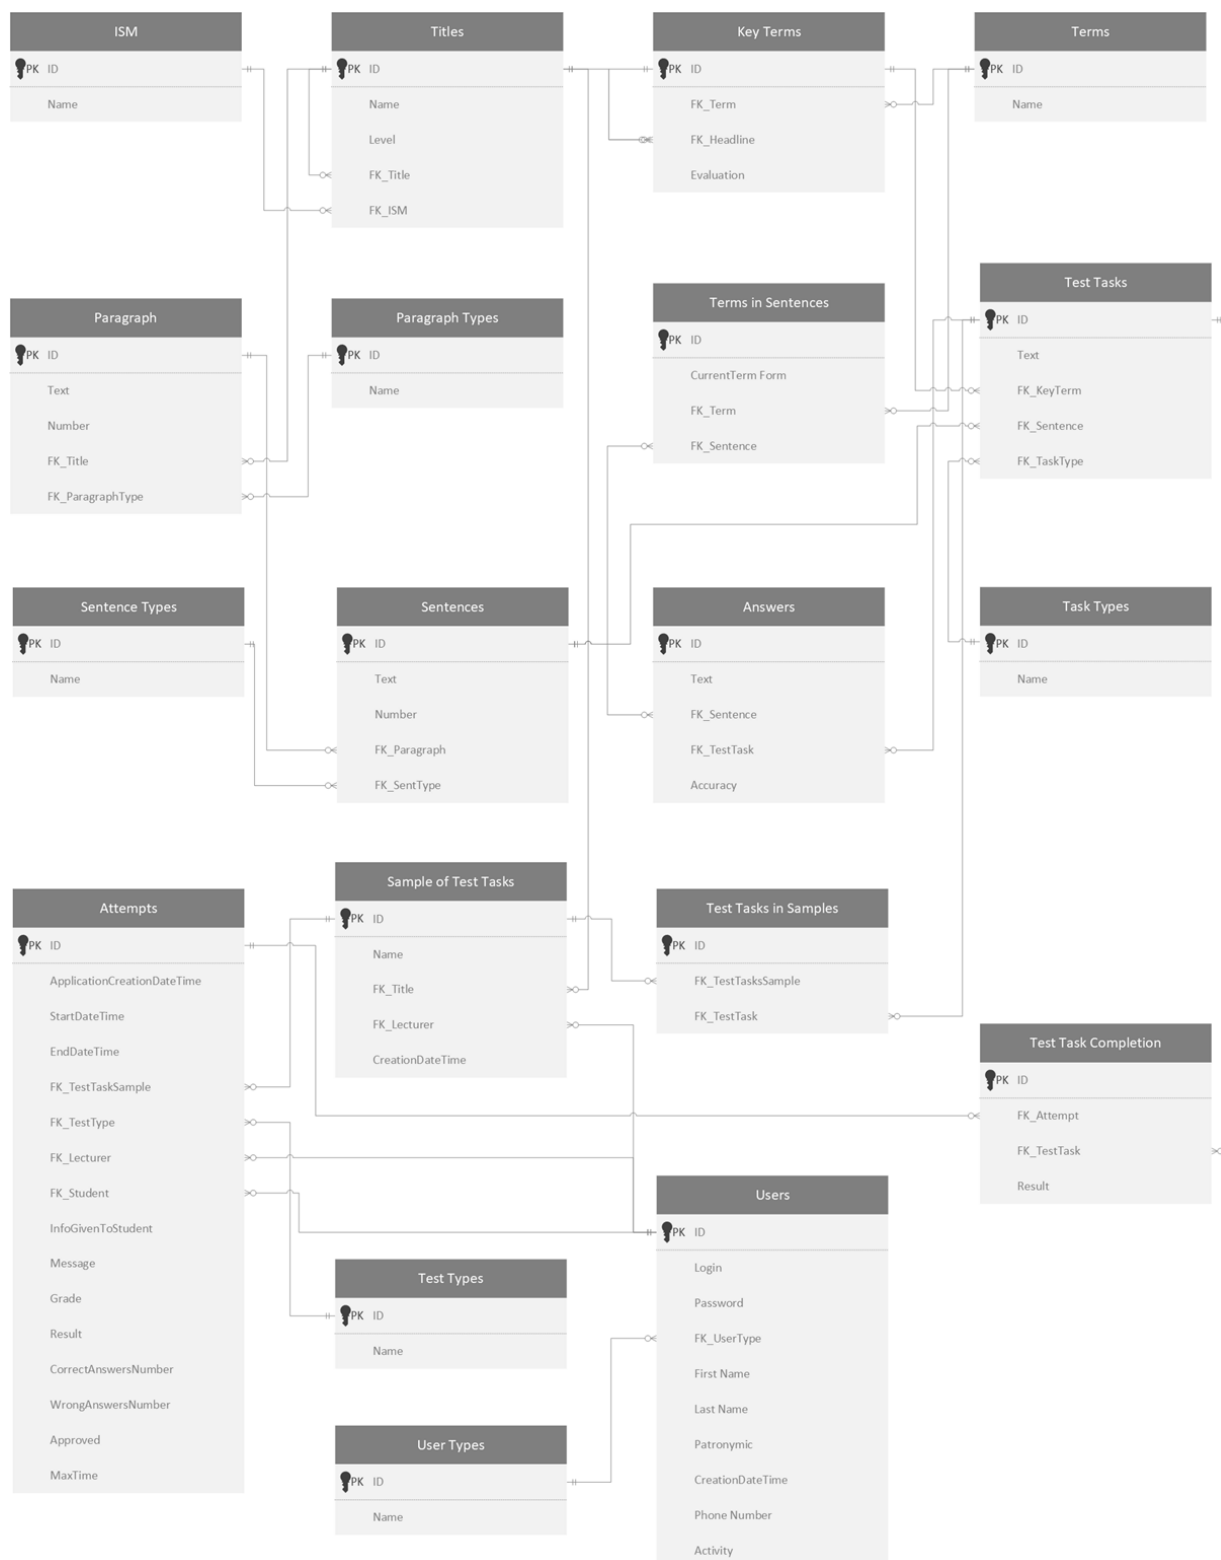 ISM
PK ID
Name
Titles
PK ID
Name
Level
FK_Title
FK_ISM
Key Terms
PK ID
FK_Term
FK_Headline
Evaluation
Terms
PK ID
Name
Paragraph
PK ID
Text
Number
FK_Title
FK_ParagraphType
Paragraph Types
PK ID
Name
Terms in Sentences
PK ID
CurrentTerm Form
FK_Term
FK_Sentence
Test Tasks
PK ID
Text
FK_KeyTerm
FK_Sentence
FK_TaskType
Sentence Types
PK ID
Name
Sentences
PK ID
Text
Number
FK_Paragraph
FK_SentType
Answers
PK ID
Text
FK_Sentence
FK_TestTask
Accuracy
Task Types
PK ID
Name
Attempts
PK ID
ApplicationCreationDateTime
StartDateTime
EndDateTime
FK_TestTaskSample
FK_TestType
FK_Lecturer
FK_Student
InfoGivenToStudent
Message
Grade
Result
CorrectAnswersNumber
WrongAnswersNumber
Approved
MaxTime
Sample of Test Tasks
PK ID
Name
FK_Title
FK_Lecturer
CreationDateTime
Test Tasks in Samples
PK ID
FK_TestTasksSample
FK_TestTask
Test Task Completion
PK ID
FK_Attempt
FK_TestTask
Result
Test Types
PK ID
Name
User Types
PK ID
Name
Users
PK ID
Login
Password
FK_UserType
First Name
Last Name
Patronymic
CreationDateTime
Phone Number
Activity